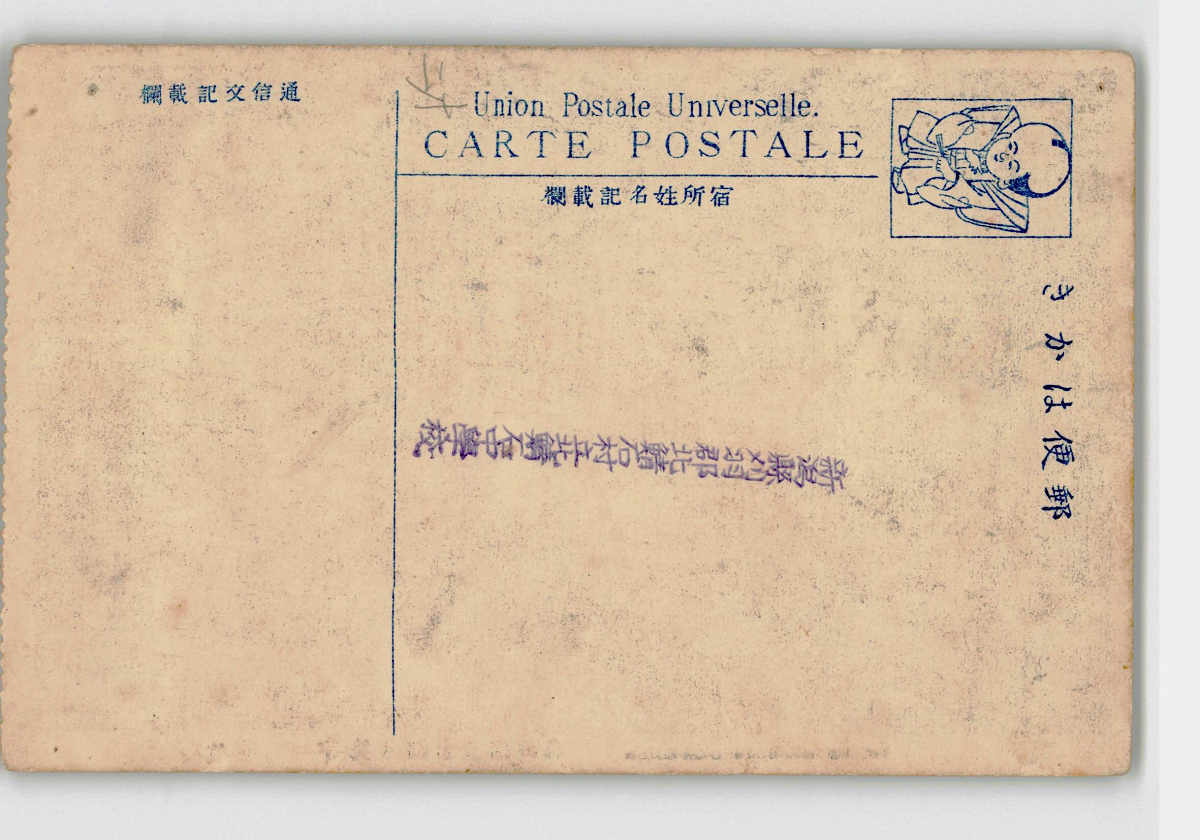 Union Postale Universelle.
CARTE POSTALE
宿所姓名記載欄
通信文記載欄
郵便はかき
新潟縣刈羽郡北鯖石村立北鯖石中學校